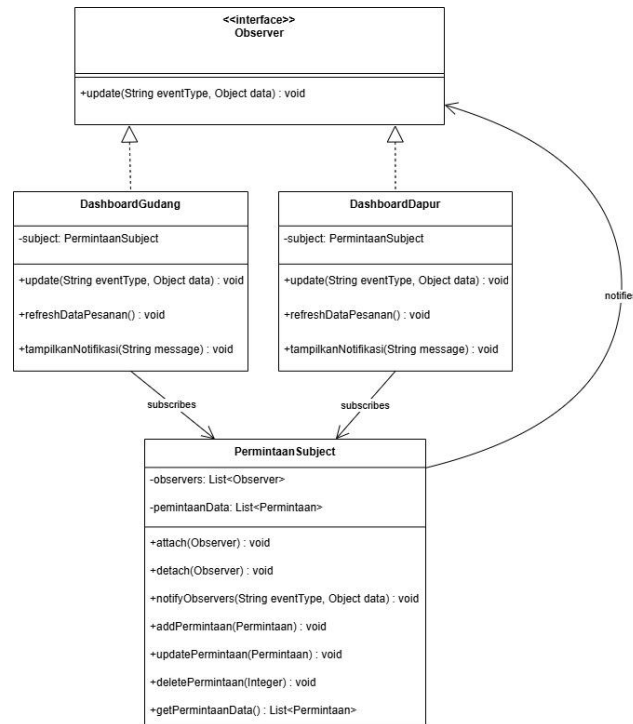 <<interface>>
Observer
+update(String eventType, Object data) : void
DashboardGudang
-subject: PermintaanSubject
+update(String eventType, Object data) : void
+refreshDataPesanan() : void
+tampilkanNotifikasi(String message) : void
DashboardDapur
-subject: PermintaanSubject
+update(String eventType, Object data) : void
+refreshDataPesanan() : void
+tampilkanNotifikasi(String message) : void
notifies
subscribes
subscribes
PermintaanSubject
-observers: List<Observer>
-pemintaanData: List<Permintaan>
+attach(Observer) : void
+detach(Observer) : void
+notifyObservers(String eventType, Object data) : void
+addPermintaan(Permintaan) : void
+updatePermintaan(Permintaan) : void
+deletePermintaan(Integer) : void
+getPermintaanData() : List<Permintaan>